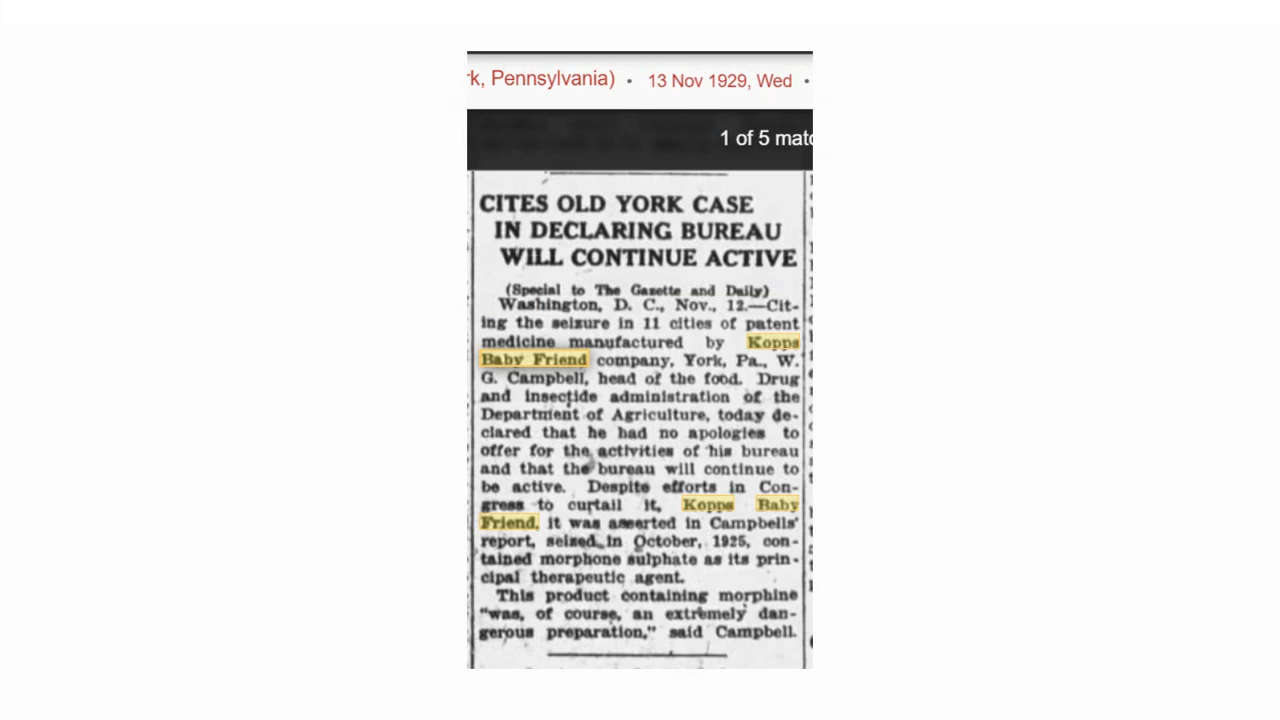 rk, Pennsylvania) • 13 Nov 1929, Wed •
1 of 5 matc
CITES OLD YORK CASE
IN DECLARING BUREAU
WILL CONTINUE ACTIVE
(Special to The Gazette and Daily)
Washington, D. C., Nov., 12.—Cit-
ing the seizure in 11 cities of patent
medicine manufactured by Kopps
Baby Friend company, York, Pa., W.
G. Campbell, head of the food. Drug
and insectide administration of the
Department of Agriculture, today de-
clared that he had no apologies to
offer for the activities of his bureau
and that the bureau will continue to
be active. Despite efforts in Con-
gress to curtail it, Kopps Baby
Friend, it was asserted in Campbells'
report, seized in October, 1925, con-
tained morphone sulphate as its prin-
cipal therapeutic agent.
This product containing morphine
"was, of course, an extremely dan-
gerous preparation," said Campbell.